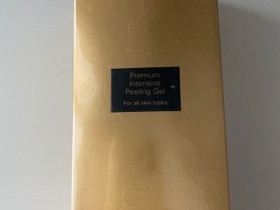 Premium
Intensive
Peeling Gel
For all skin types